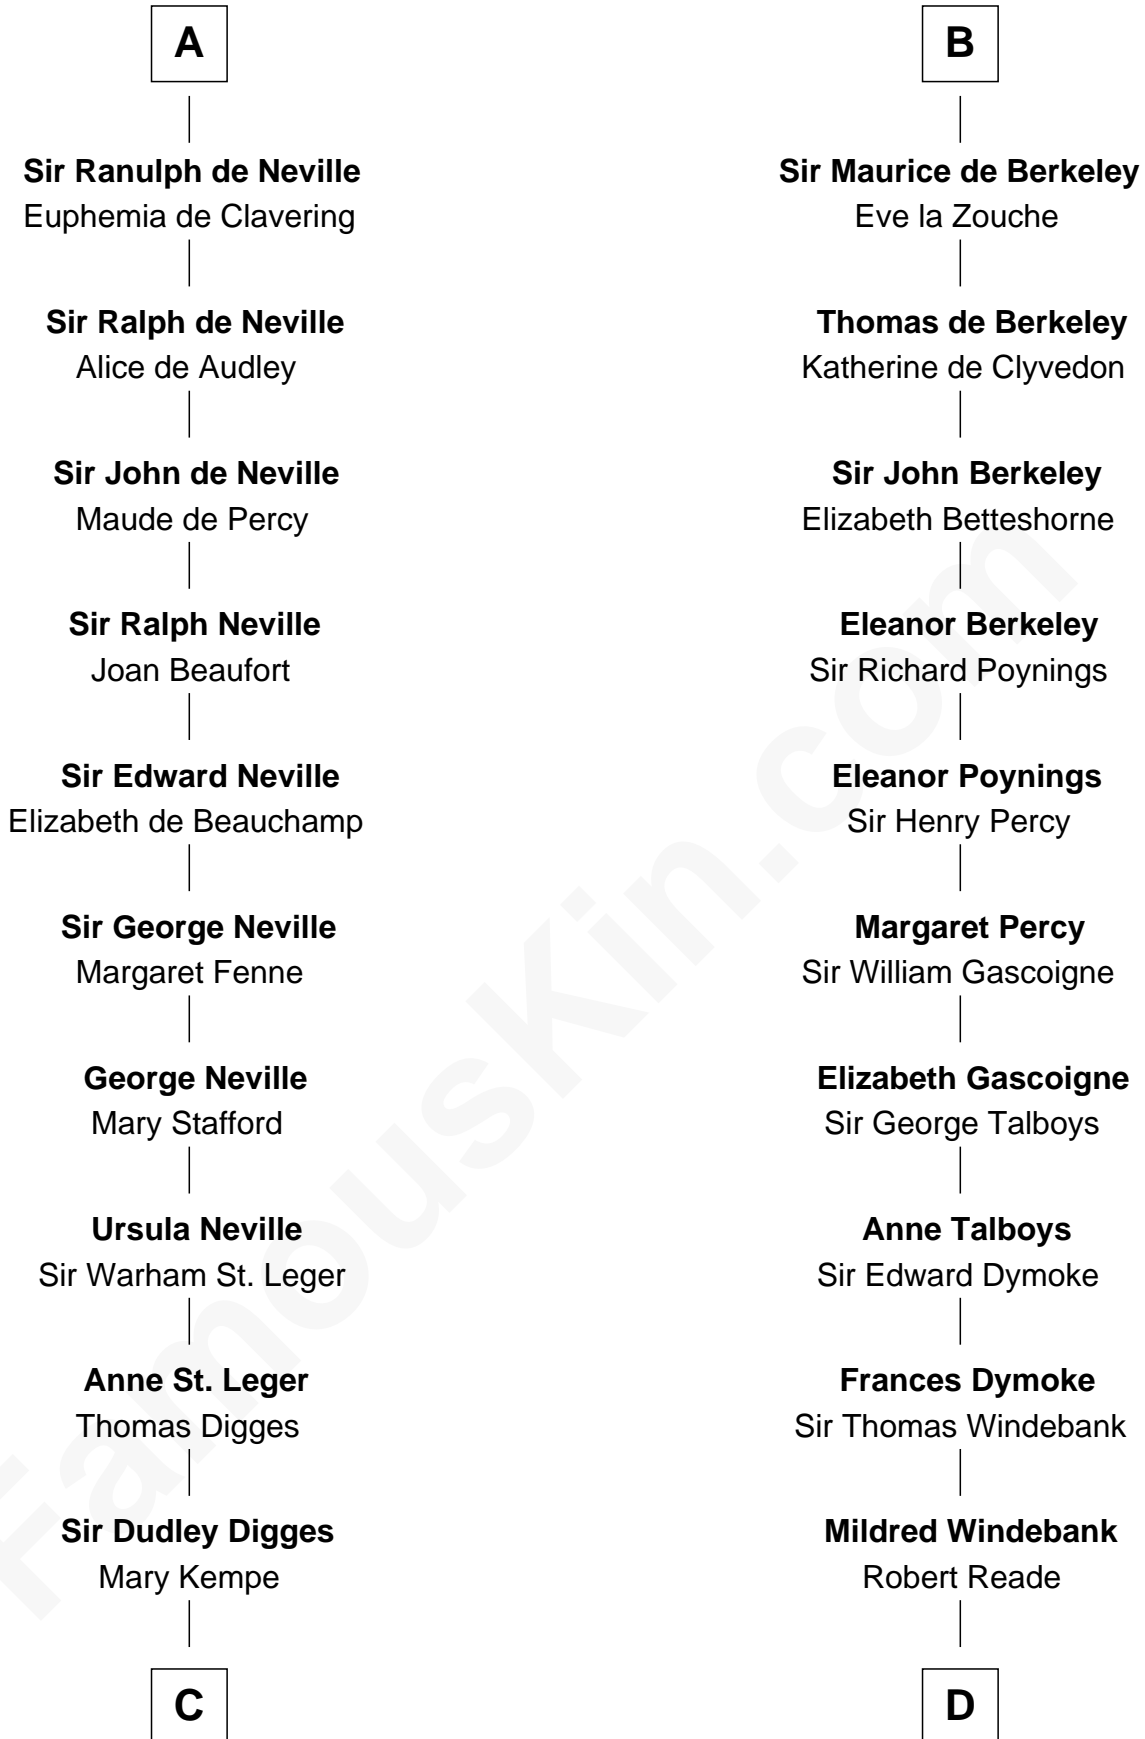 A
Sir Ranulph de Neville
Euphemia de Clavering
Sir Ralph de Neville
Alice de Audley
Sir John de Neville
Maude de Percy
Sir Ralph Neville
Joan Beaufort
Sir Edward Neville
Elizabeth de Beauchamp
Sir George Neville
Margaret Fenne
George Neville
Mary Stafford
Ursula Neville
Sir Warham St. Leger
Anne St. Leger
Thomas Digges
Sir Dudley Digges
Mary Kempe
C
B
Sir Maurice de Berkeley
Eve la Zouche
Thomas de Berkeley
Katherine de Clyvedon
Sir John Berkeley
Elizabeth Betteshorne
Eleanor Berkeley
Sir Richard Poynings
Eleanor Poynings
Sir Henry Percy
Margaret Percy
Sir William Gascoigne
Elizabeth Gascoigne
Sir George Talboys
Anne Talboys
Sir Edward Dymoke
Frances Dymoke
Sir Thomas Windebank
Mildred Windebank
Robert Reade
D
FamousKin.com